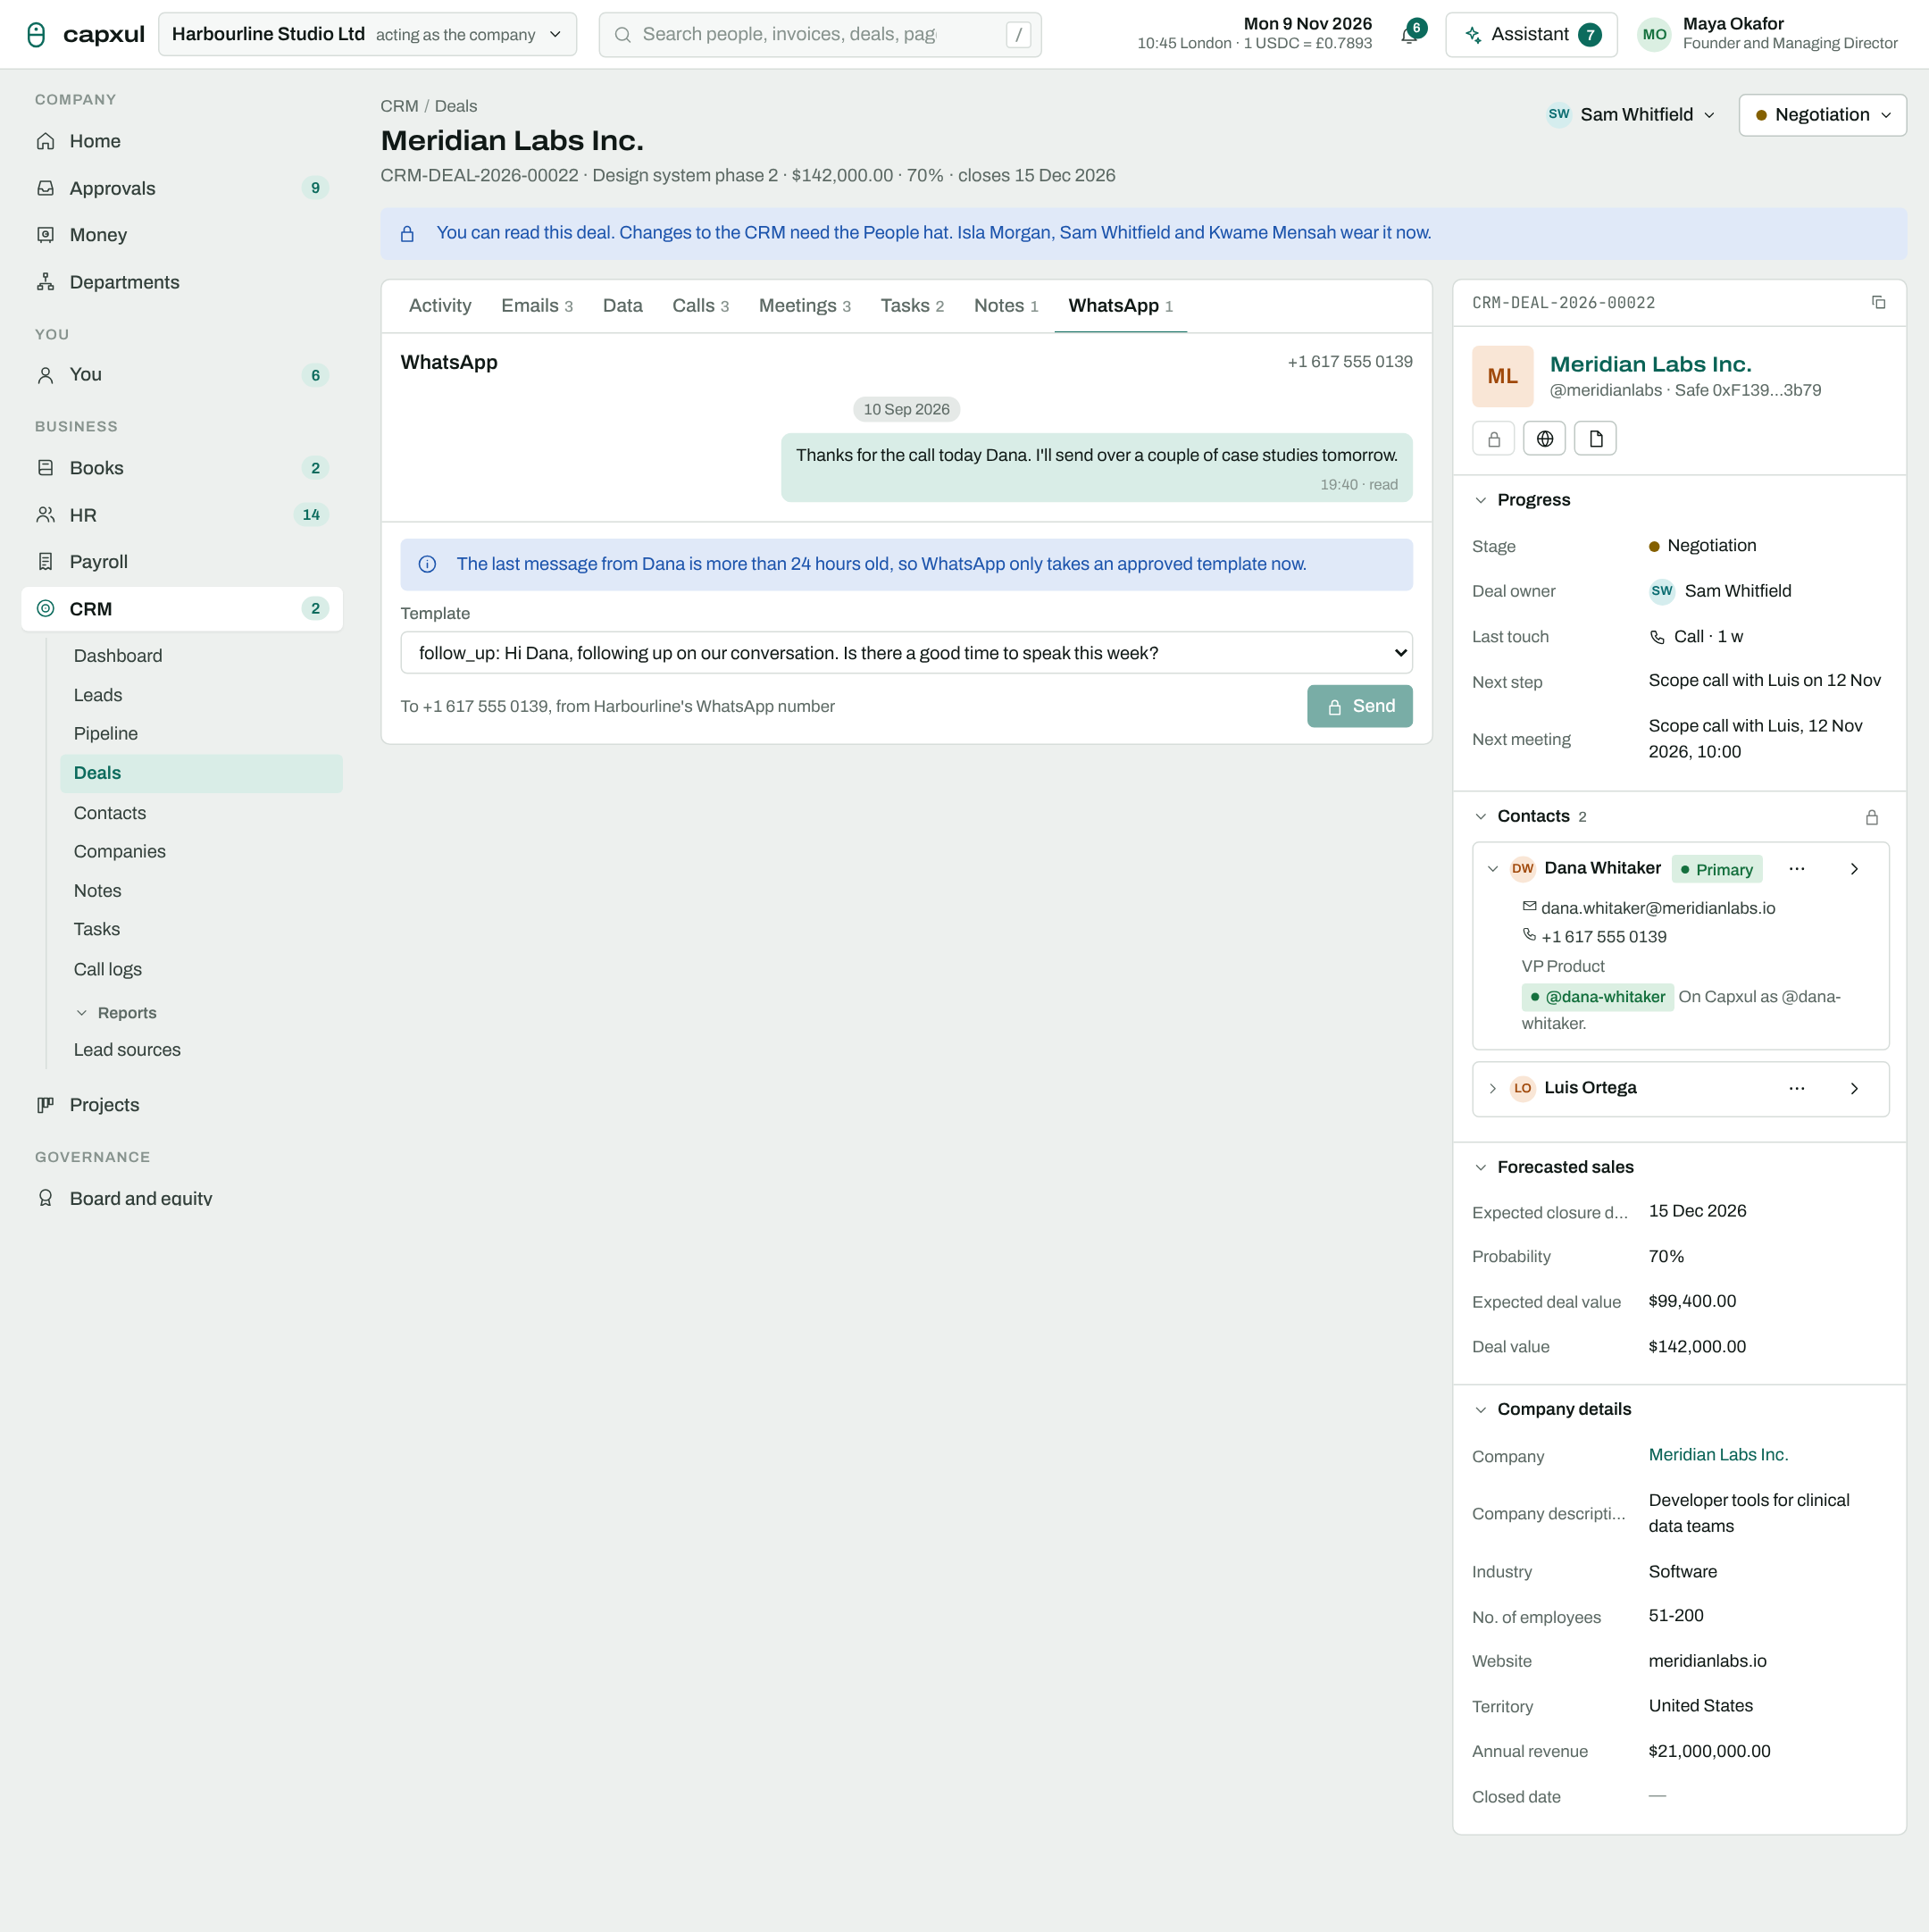 capxul
Harbourline Studio Ltd acting as the company
Search people, invoices, deals, pag
/
Mon 9 Nov 2026
10:45 London · 1 USDC = £0.7893
6
Assistant 7
MO
Maya Okafor
Founder and Managing Director
COMPANY
Home
Approvals 9
Money
Departments
YOU
You 6
BUSINESS
Books 2
HR 14
Payroll
CRM 2
Dashboard
Leads
Pipeline
Deals
Contacts
Companies
Notes
Tasks
Call logs
Reports
Lead sources
Projects
GOVERNANCE
Board and equity
CRM / Deals
Meridian Labs Inc.
CRM-DEAL-2026-00022 · Design system phase 2 · $142,000.00 · 70% · closes 15 Dec 2026
SW Sam Whitfield
Negotiation
You can read this deal. Changes to the CRM need the People hat. Isla Morgan, Sam Whitfield and Kwame Mensah wear it now.
Activity Emails 3 Data Calls 3 Meetings 3 Tasks 2 Notes 1 WhatsApp 1
WhatsApp +1 617 555 0139
10 Sep 2026
Thanks for the call today Dana. I'll send over a couple of case studies tomorrow.
19:40 · read
The last message from Dana is more than 24 hours old, so WhatsApp only takes an approved template now.
Template
follow_up: Hi Dana, following up on our conversation. Is there a good time to speak this week?
To +1 617 555 0139, from Harbourline's WhatsApp number
Send
CRM-DEAL-2026-00022
ML
Meridian Labs Inc.
@meridianlabs · Safe 0xF139...3b79
Progress
Stage Negotiation
Deal owner SW Sam Whitfield
Last touch Call · 1 w
Next step Scope call with Luis on 12 Nov
Next meeting Scope call with Luis, 12 Nov
2026, 10:00
Contacts 2
DW Dana Whitaker Primary
dana.whitaker@meridianlabs.io
+1 617 555 0139
VP Product
@dana-whitaker On Capxul as @dana-
whitaker.
LO Luis Ortega
Forecasted sales
Expected closure d... 15 Dec 2026
Probability 70%
Expected deal value $99,400.00
Deal value $142,000.00
Company details
Company Meridian Labs Inc.
Company descripti... Developer tools for clinical
data teams
Industry Software
No. of employees 51-200
Website meridianlabs.io
Territory United States
Annual revenue $21,000,000.00
Closed date —